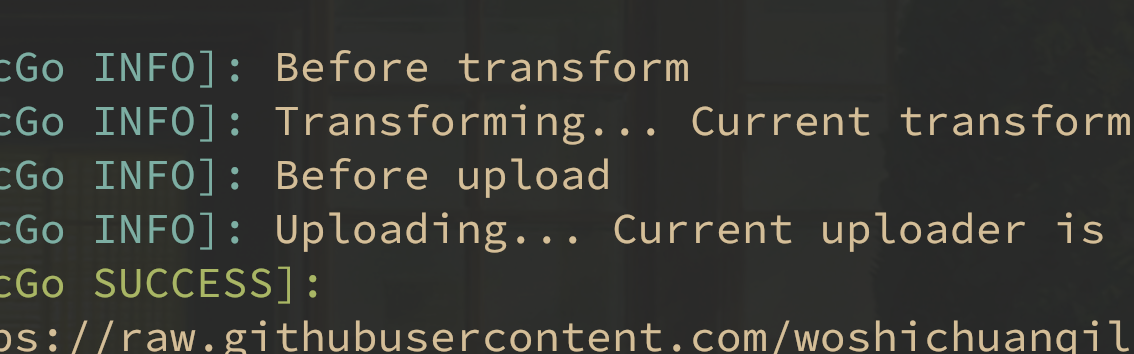 cGo INFO]: Before transform
cGo INFO]: Transforming... Current transform
cGo INFO]: Before upload
cGo INFO]: Uploading... Current uploader is
cGo SUCCESS]:
ps://raw.githubusercontent.com/woshichuanqil